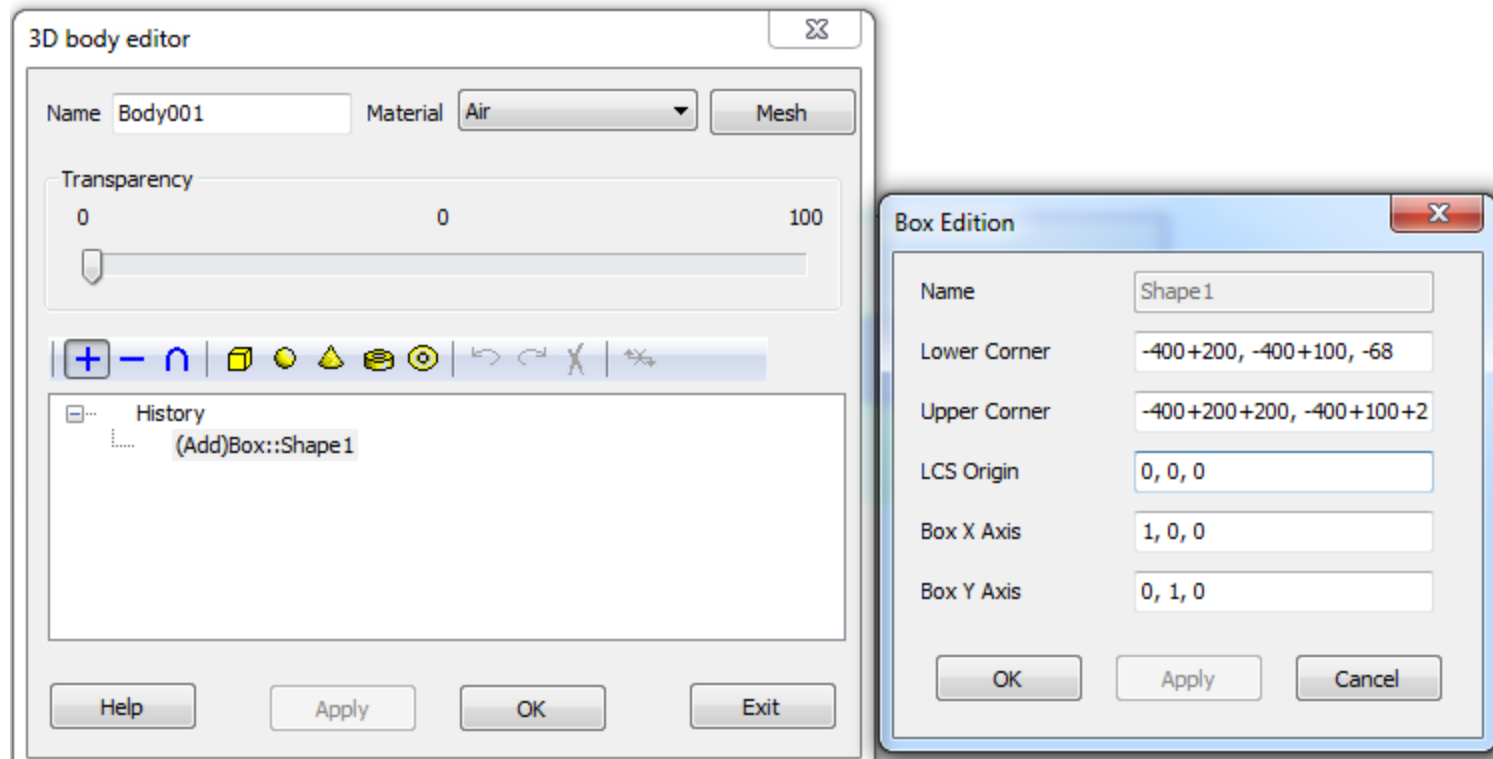 3D body editor
Name Body001 Material Air Mesh
Transparency
0 0 100
History
(Add)Box::Shape1
Help Apply OK Exit
Box Edition
Name Shape1
Lower Corner -400+200, -400+100, -68
Upper Corner -400+200+200, -400+100+2
LCS Origin 0, 0, 0
Box X Axis 1, 0, 0
Box Y Axis 0, 1, 0
OK Apply Cancel